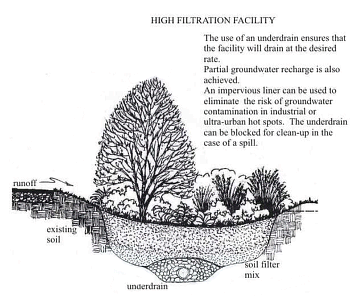 HIGH FILTRATION FACILITY
The use of an underdrain ensures that
the facility will drain at the desired
rate.
Partial groundwater recharge is also
achieved.
An impervious liner can be used to
eliminate the risk of groundwater
contamination in industrial or
ultra-urban hot spots. The underdrain
can be blocked for clean-up in the
case of a spill.
runoff
existing
soil
soil filter
mix
underdrain